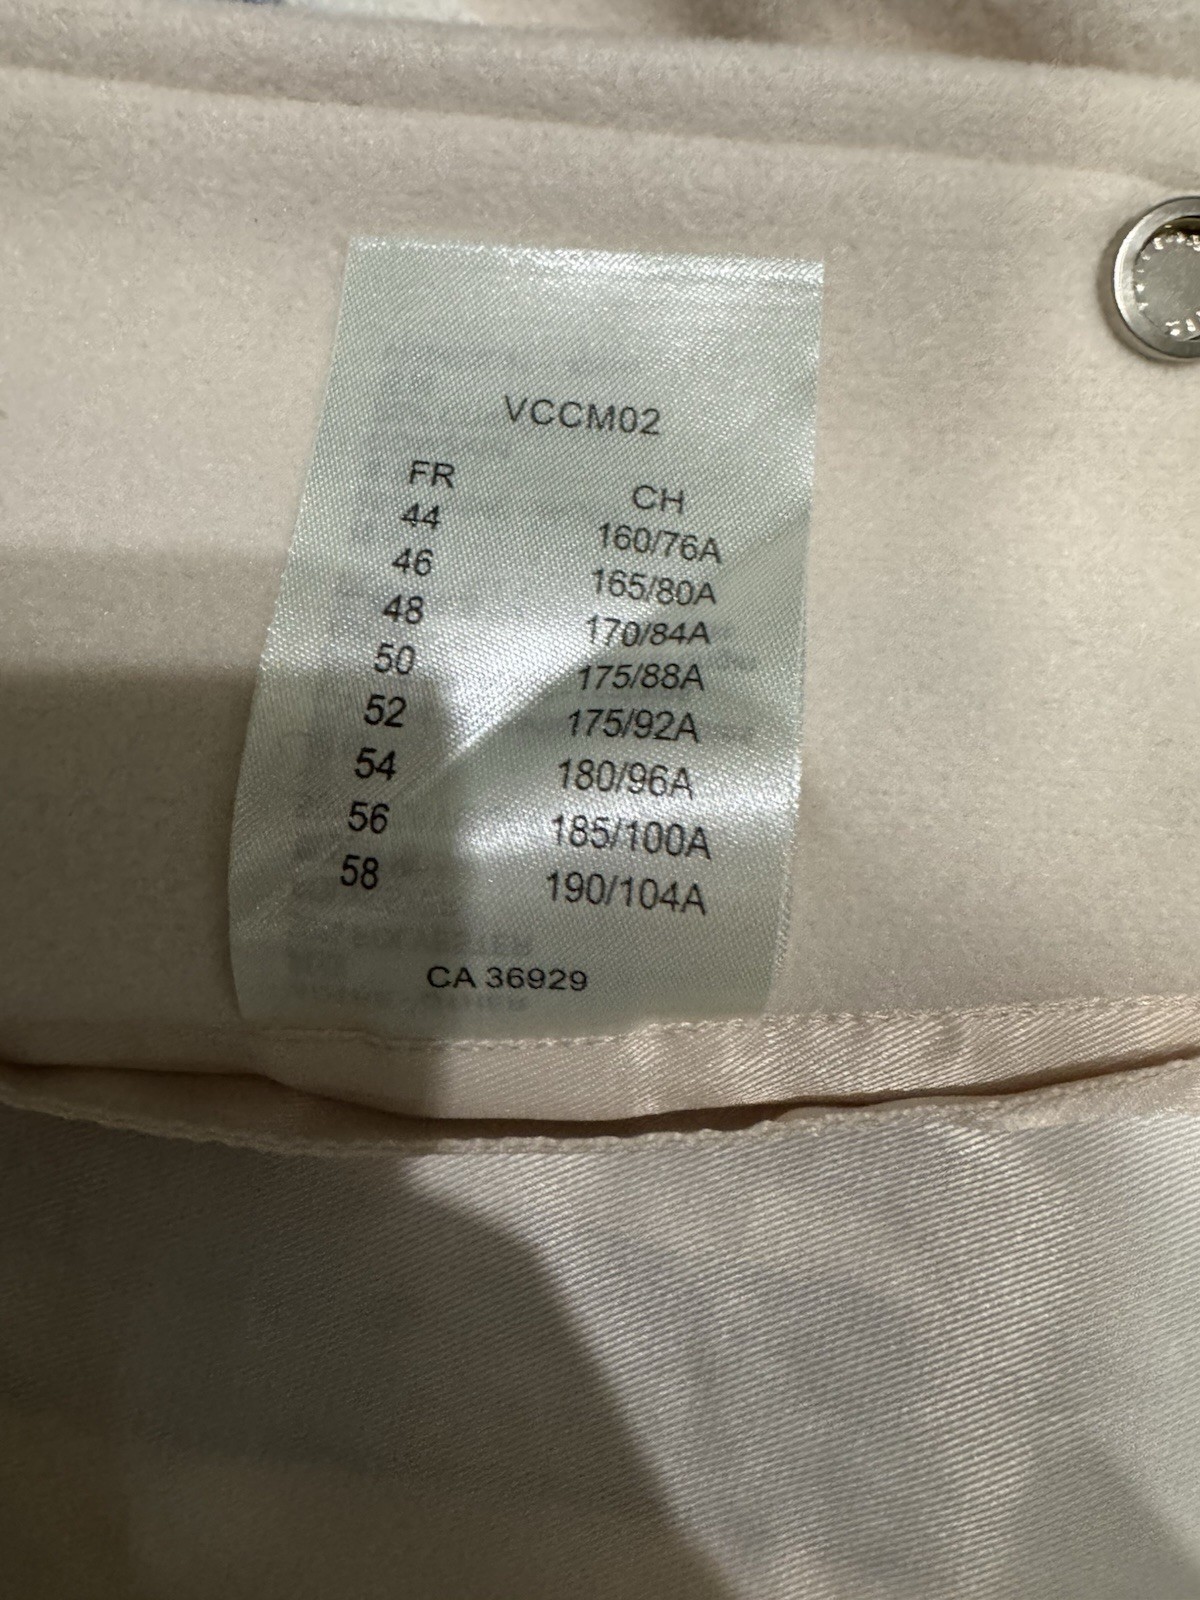 VCCM02
FR CH
44 160/76A
46 165/80A
48 170/84A
50 175/88A
52 175/92A
54 180/96A
56 185/100A
58 190/104A
CA 36929